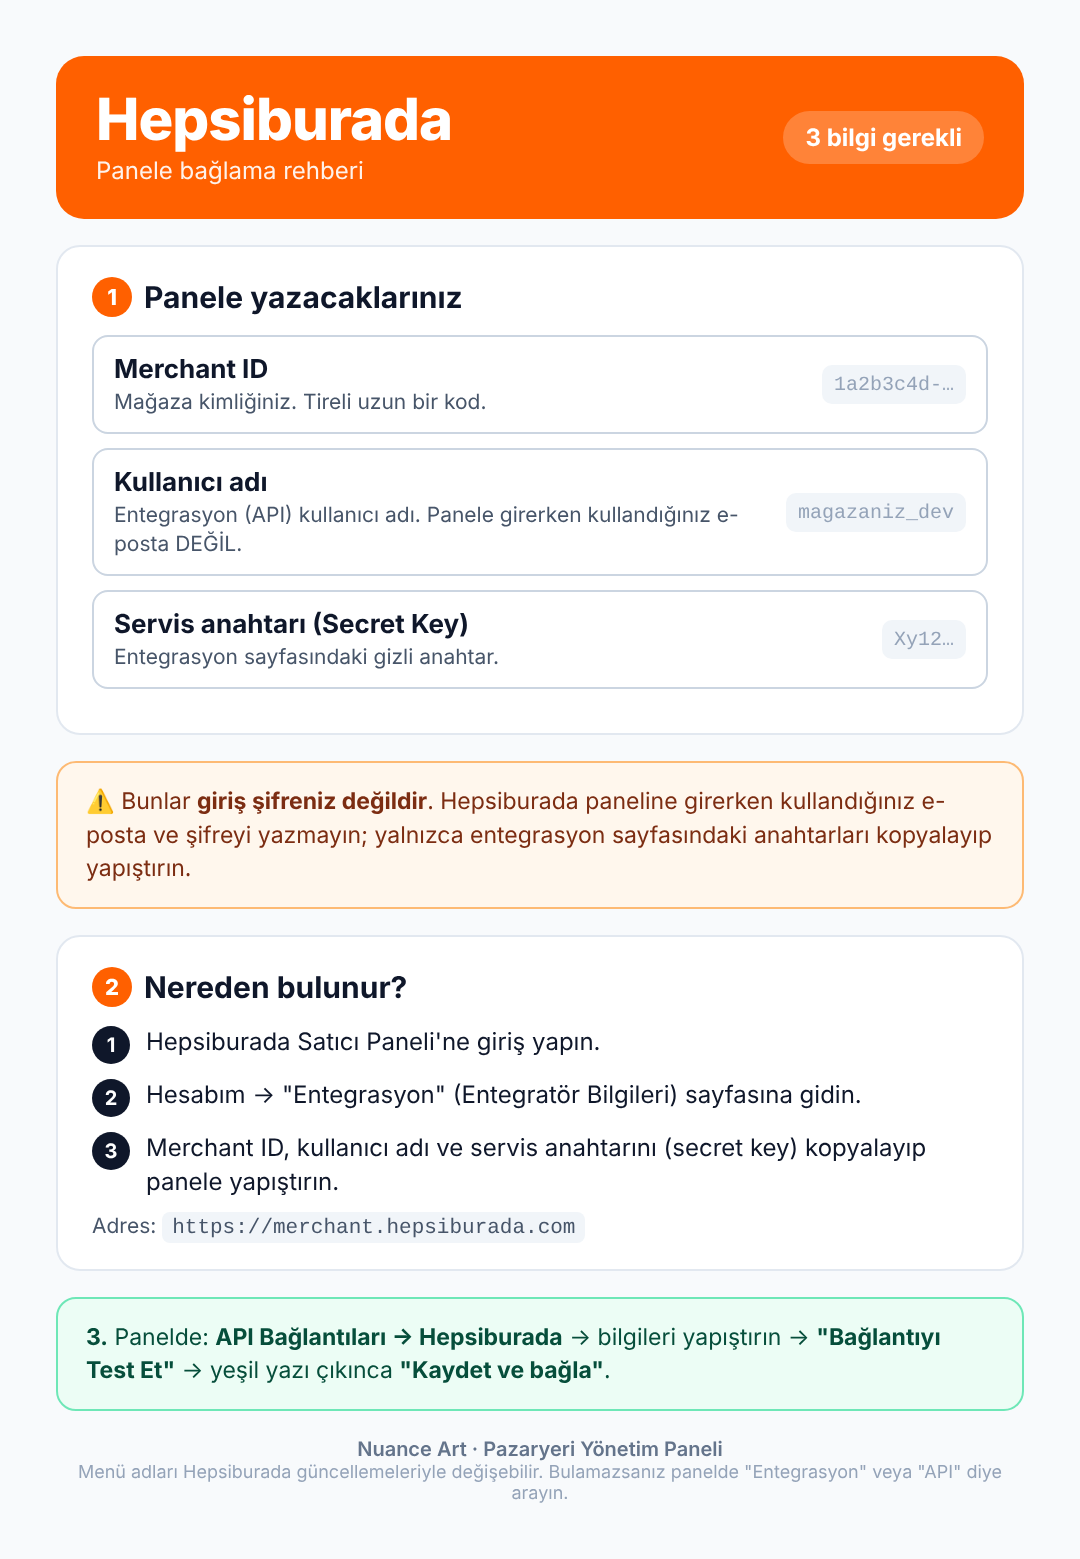 Hepsiburada
Panele bağlama rehberi
3 bilgi gerekli
1 Panele yazacaklarınız
Merchant ID
Mağaza kimliğiniz. Tireli uzun bir kod.
1a2b3c4d-…
Kullanıcı adı
Entegrasyon (API) kullanıcı adı. Panele girerken kullandığınız e-
posta DEĞİL.
magazaniz_dev
Servis anahtarı (Secret Key)
Entegrasyon sayfasındaki gizli anahtar.
Xy12…
⚠️ Bunlar giriş şifreniz değildir. Hepsiburada paneline girerken kullandığınız e-
posta ve şifreyi yazmayın; yalnızca entegrasyon sayfasındaki anahtarları kopyalayıp
yapıştırın.
2 Nereden bulunur?
1 Hepsiburada Satıcı Paneli'ne giriş yapın.
2 Hesabım → "Entegrasyon" (Entegratör Bilgileri) sayfasına gidin.
3 Merchant ID, kullanıcı adı ve servis anahtarını (secret key) kopyalayıp
panele yapıştırın.
Adres: https://merchant.hepsiburada.com
3. Panelde: API Bağlantıları → Hepsiburada → bilgileri yapıştırın → "Bağlantıyı
Test Et" → yeşil yazı çıkınca "Kaydet ve bağla".
Nuance Art · Pazaryeri Yönetim Paneli
Menü adları Hepsiburada güncellemeleriyle değişebilir. Bulamazsanız panelde "Entegrasyon" veya "API" diye
arayın.